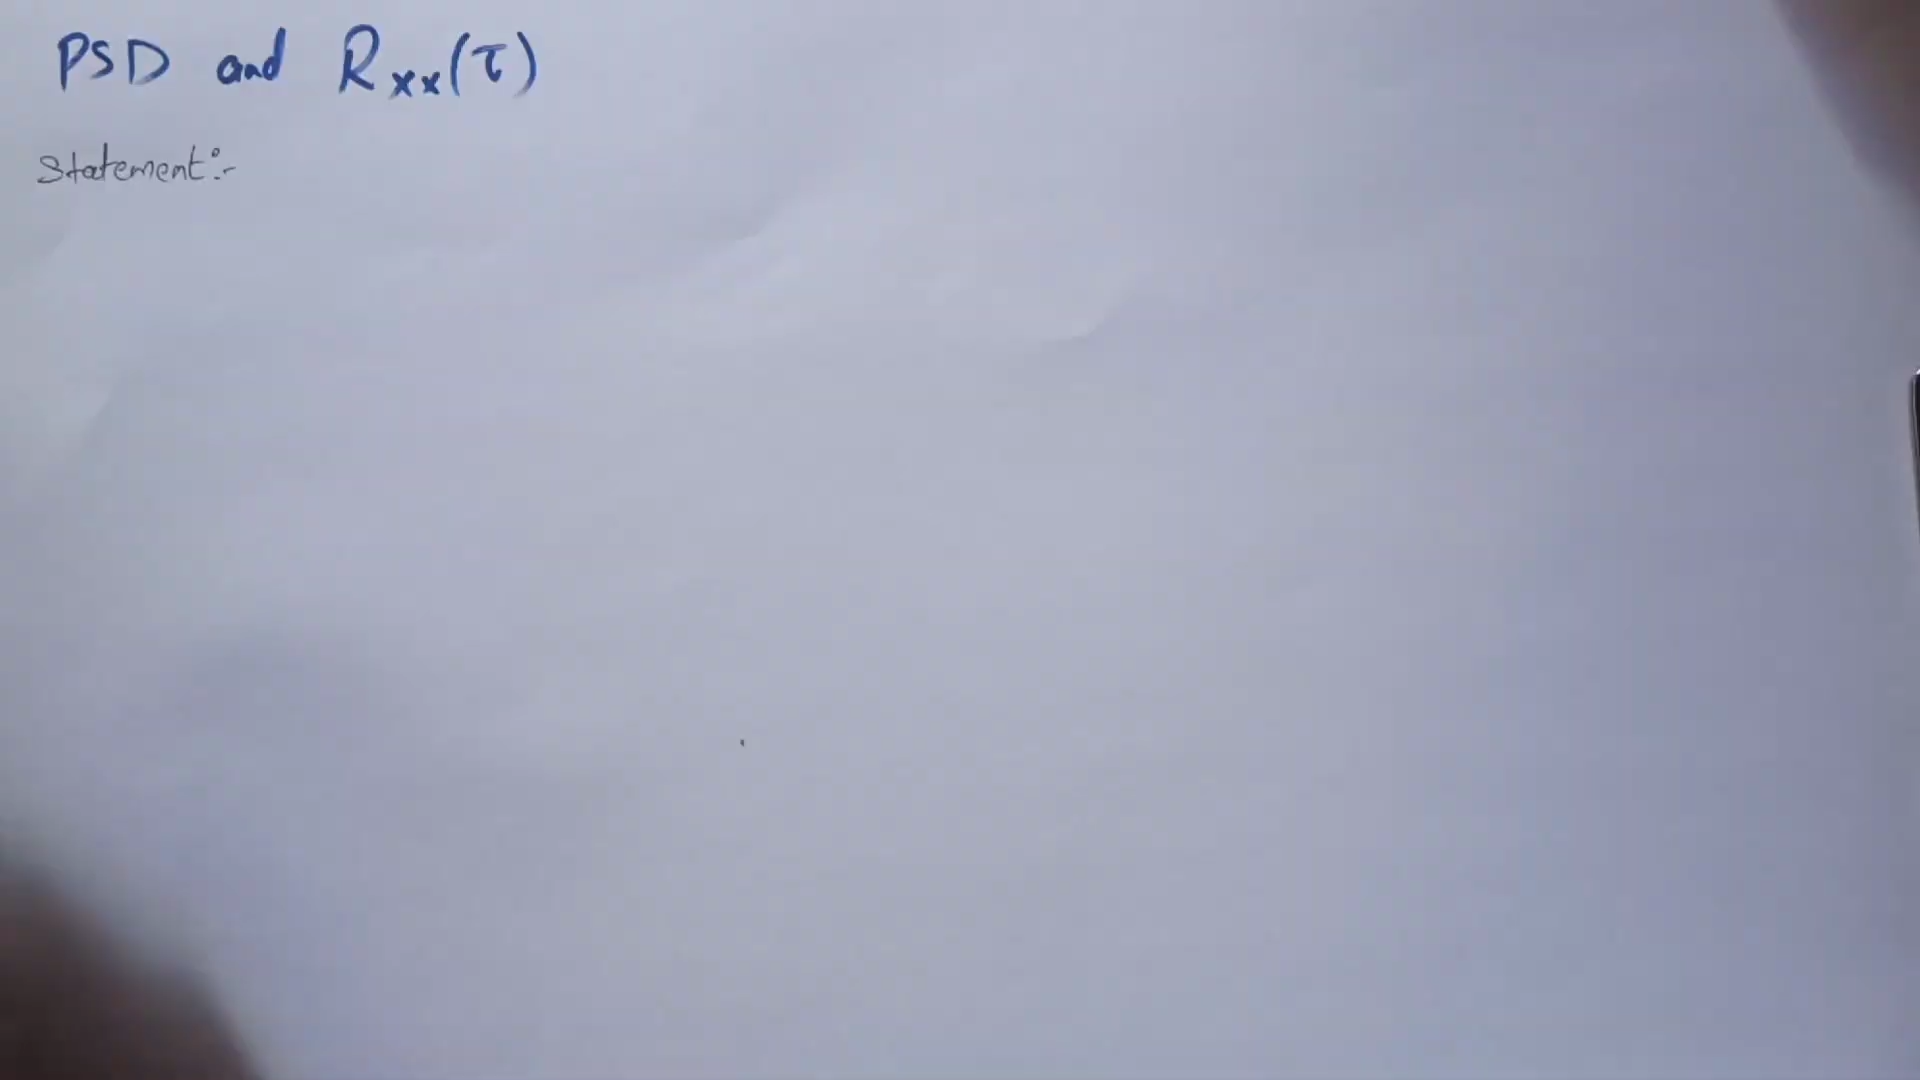 PSD and Rxx(τ)
Statement:-